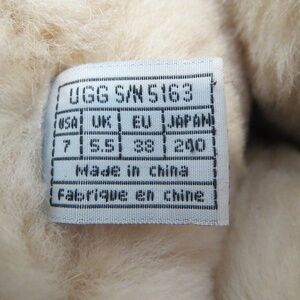 UGG S/N 5163
USA UK EU JAPAN
7 5.5 38 240
Made in china
Fabrique en chine